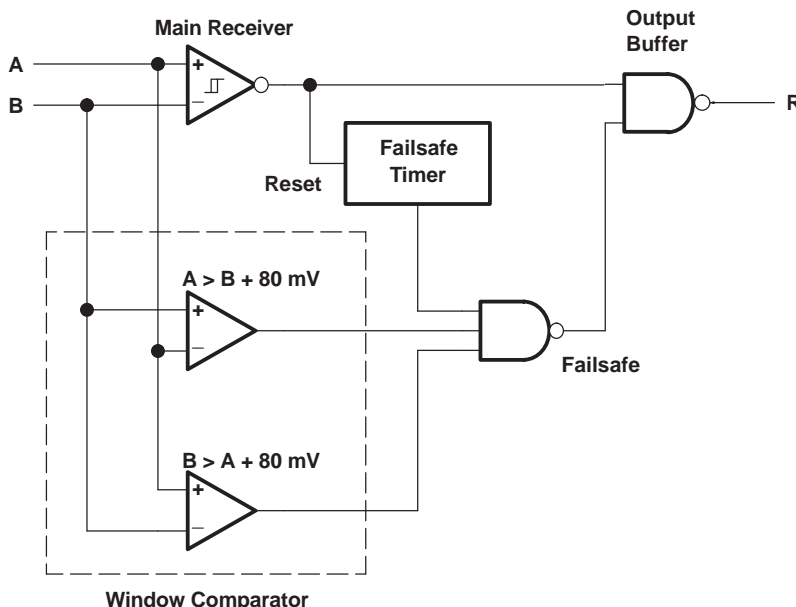 Output
Buffer
Main Receiver
A
+
B
_
R
Failsafe
Timer
Reset
A > B + 80 mV
+
_
Failsafe
B > A + 80 mV
+
_
Window Comparator